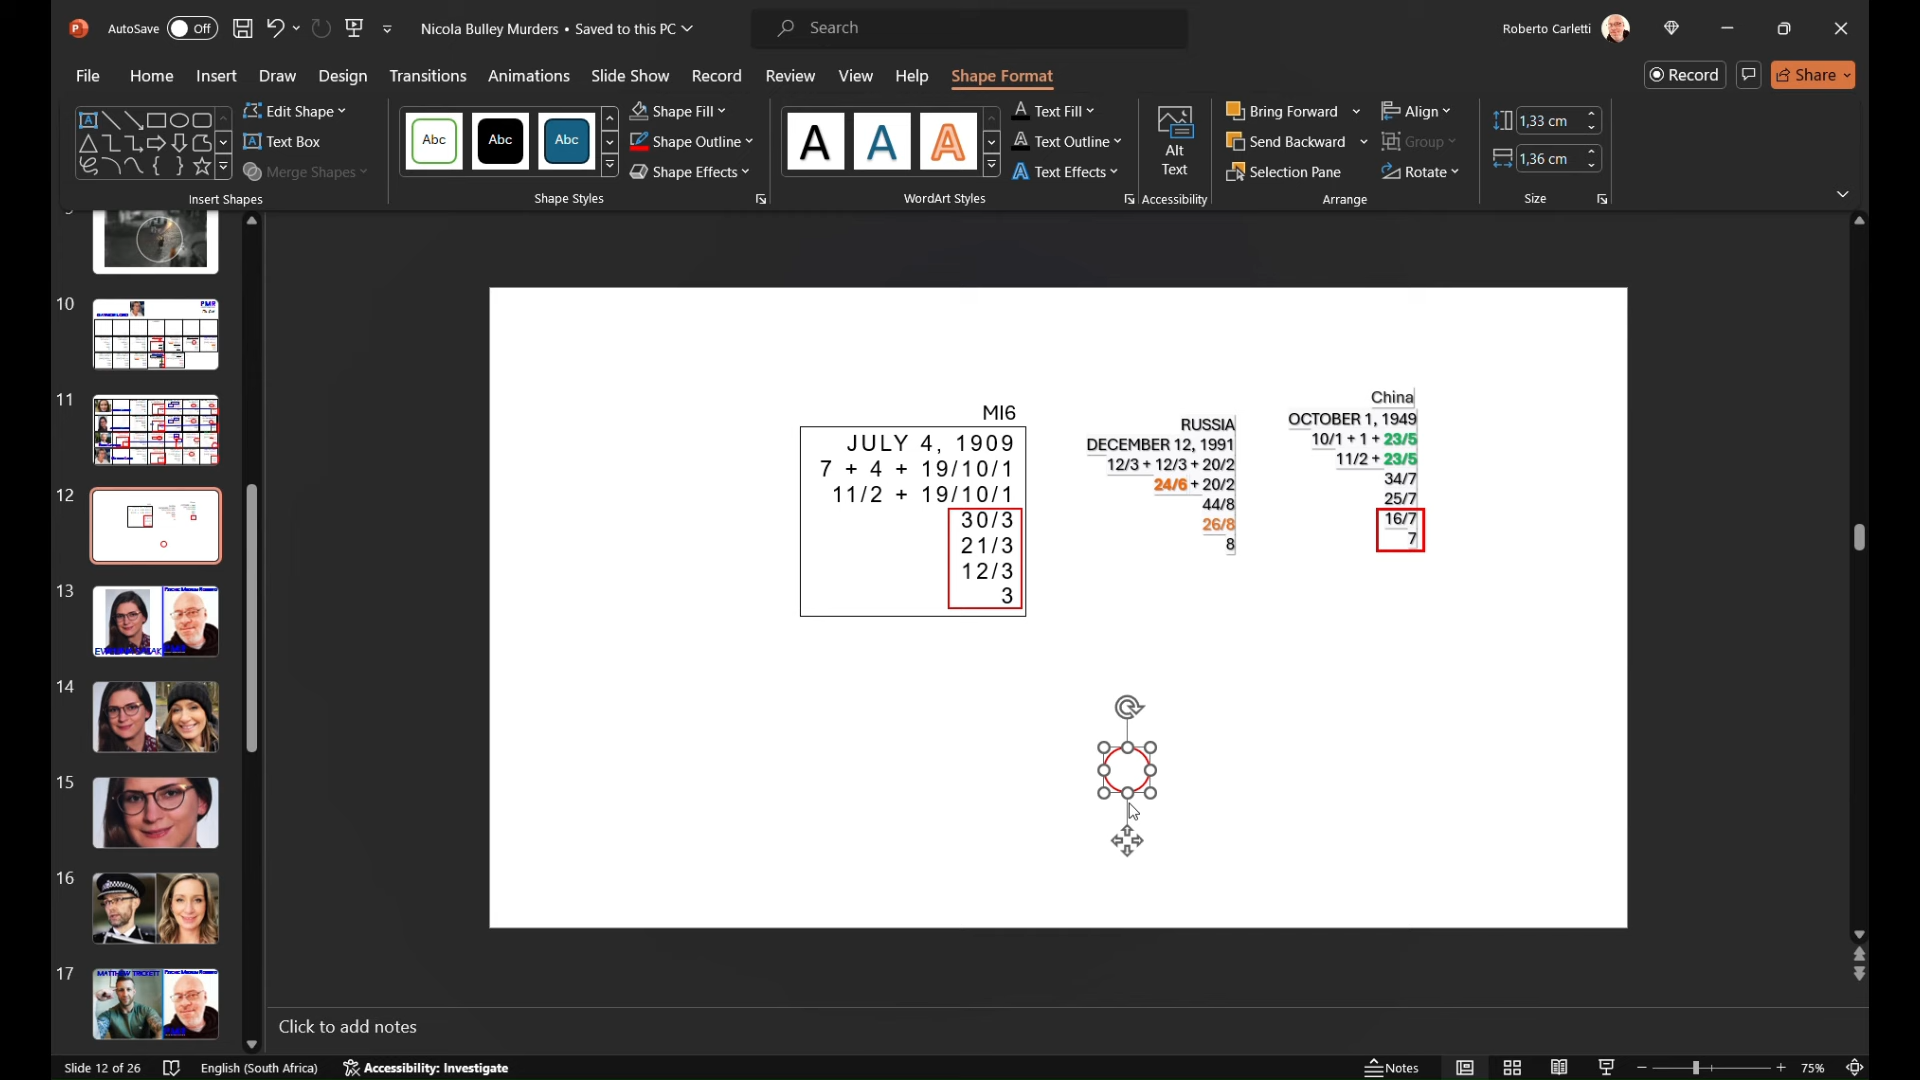 AutoSave Off Nicola Bulley Murders • Saved to this PC Search Roberto Carletti
File Home Insert Draw Design Transitions Animations Slide Show Record Review View Help Shape Format Record Share
Edit Shape
Text Box
Merge Shapes
Insert Shapes
Abc Abc Abc
Shape Fill
Shape Outline
Shape Effects
Shape Styles
A A A
Text Fill
Text Outline
Text Effects
WordArt Styles
Alt
Text
Accessibility
Bring Forward
Send Backward
Selection Pane
Align
Group
Rotate
Arrange
1,33 cm
1,36 cm
Size
10
11
12
13
14
15
16
17
MI6
JULY 4, 1909
7 + 4 + 19/10/1
11/2 + 19/10/1
30/3
21/3
12/3
3
RUSSIA
DECEMBER 12, 1991
12/3 + 12/3 + 20/2
24/6 + 20/2
44/8
26/8
8
China
OCTOBER 1, 1949
10/1 + 1 + 23/5
11/2 + 23/5
34/7
25/7
16/7
7
Click to add notes
Slide 12 of 26 English (South Africa) Accessibility: Investigate Notes 75%